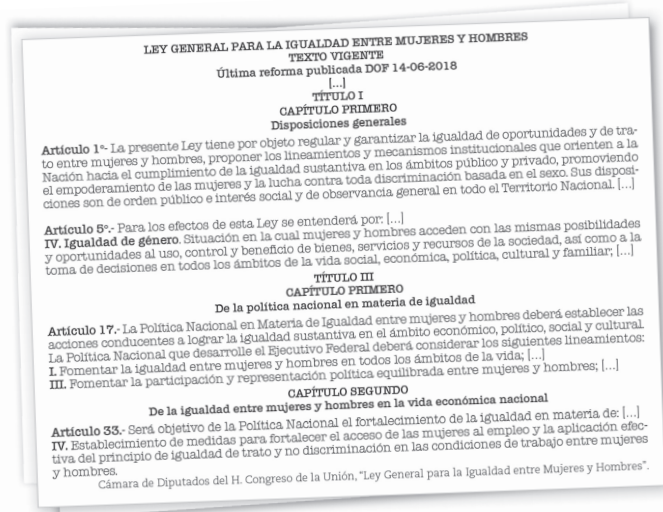 LEY GENERAL PARA LA IGUALDAD ENTRE MUJERES Y HOMBRES
TEXTO VIGENTE
Última reforma publicada DOF 14-06-2018
[...]
TÍTULO I
CAPÍTULO PRIMERO
Disposiciones generales
Artículo 1º- La presente Ley tiene por objeto regular y garantizar la igualdad de oportunidades y de tra-
to entre mujeres y hombres, proponer los lineamientos y mecanismos institucionales que orienten a la
Nación hacia el cumplimiento de la igualdad sustantiva en los ámbitos público y privado, promoviendo
el empoderamiento de las mujeres y la lucha contra toda discriminación basada en el sexo. Sus disposi-
ciones son de orden público e interés social y de observancia general en todo el Territorio Nacional. [...]
Artículo 5º.- Para los efectos de esta Ley se entenderá por: [...]
IV. Igualdad de género. Situación en la cual mujeres y hombres acceden con las mismas posibilidades
y oportunidades al uso, control y beneficio de bienes, servicios y recursos de la sociedad, así como a la
toma de decisiones en todos los ámbitos de la vida social, económica, política, cultural y familiar; [...]
TÍTULO III
CAPÍTULO PRIMERO
De la política nacional en materia de igualdad
Artículo 17.- La Política Nacional en Materia de Igualdad entre mujeres y hombres deberá establecer las
acciones conducentes a lograr la igualdad sustantiva en el ámbito económico, político, social y cultural.
La Política Nacional que desarrolle el Ejecutivo Federal deberá considerar los siguientes lineamientos:
I. Fomentar la igualdad entre mujeres y hombres en todos los ámbitos de la vida; [...]
III. Fomentar la participación y representación política equilibrada entre mujeres y hombres; [...]
CAPÍTULO SEGUNDO
De la igualdad entre mujeres y hombres en la vida económica nacional
Artículo 33.- Será objetivo de la Política Nacional el fortalecimiento de la igualdad en materia de: [...]
IV. Establecimiento de medidas para fortalecer el acceso de las mujeres al empleo y la aplicación efec-
tiva del principio de igualdad de trato y no discriminación en las condiciones de trabajo entre mujeres
y hombres.
Cámara de Diputados del H. Congreso de la Unión, "Ley General para la Igualdad entre Mujeres y Hombres".